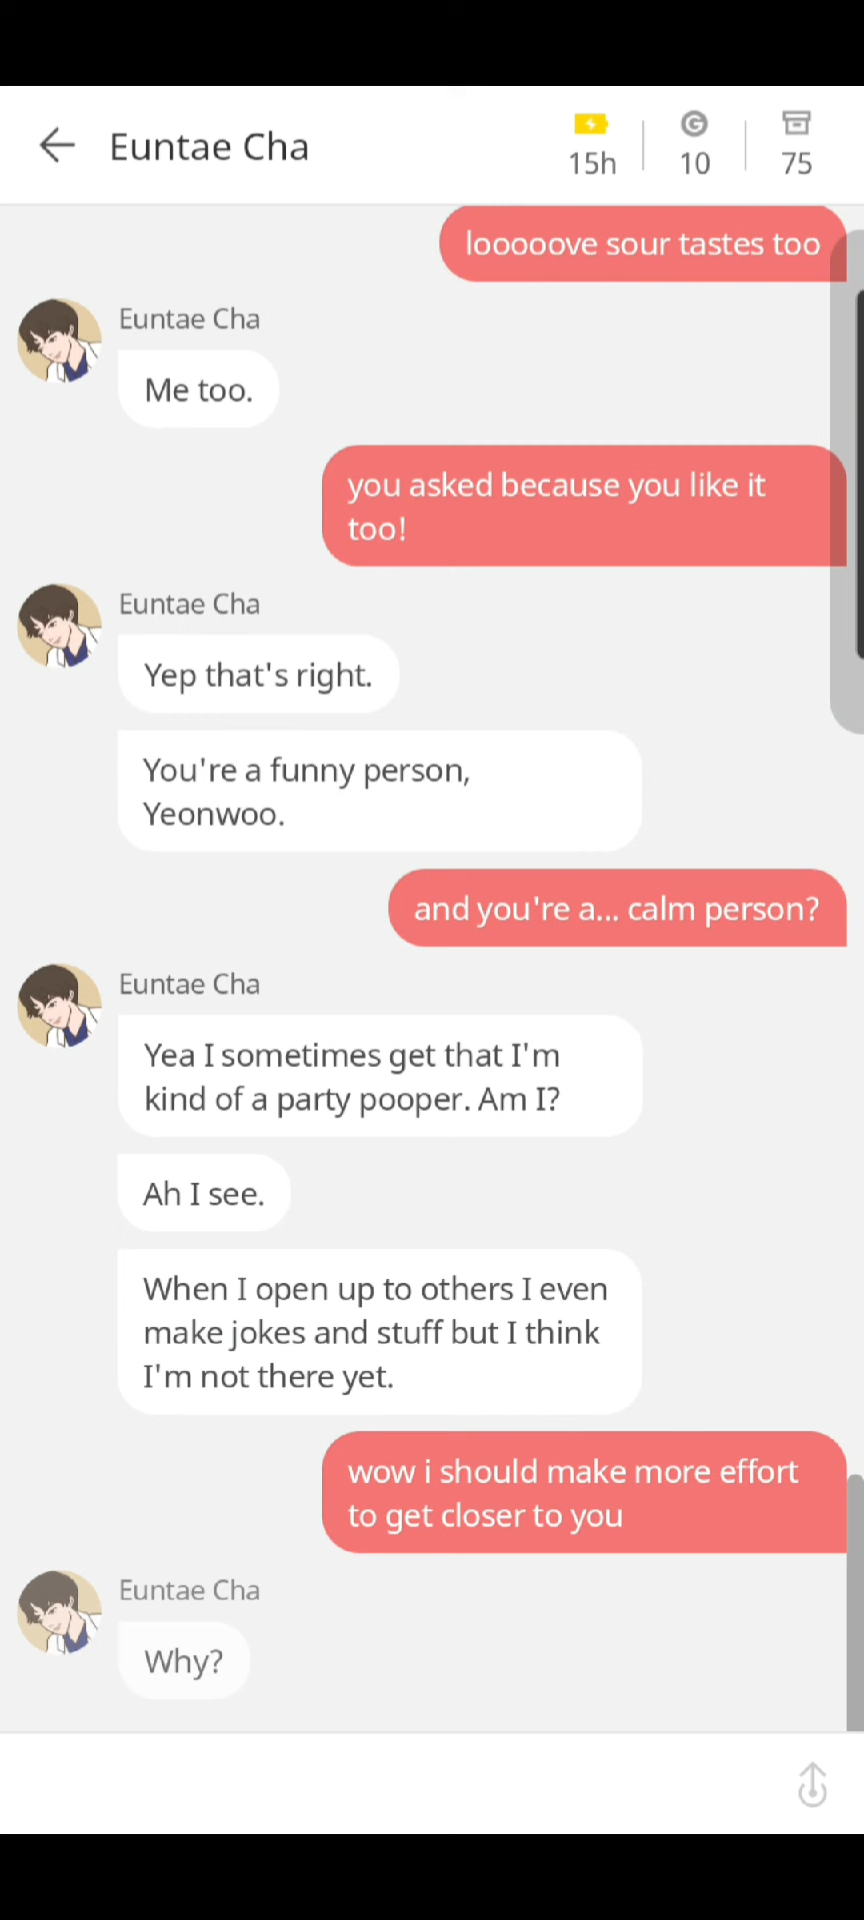 Euntae Cha
15h
10
75
looooove sour tastes too
Euntae Cha
Me too.
you asked because you like it
too!
Euntae Cha
Yep that's right.
You're a funny person,
Yeonwoo.
and you're a... calm person?
Euntae Cha
Yea I sometimes get that I'm
kind of a party pooper. Am I?
Ah I see.
When I open up to others I even
make jokes and stuff but I think
I'm not there yet.
wow i should make more effort
to get closer to you
Euntae Cha
Why?